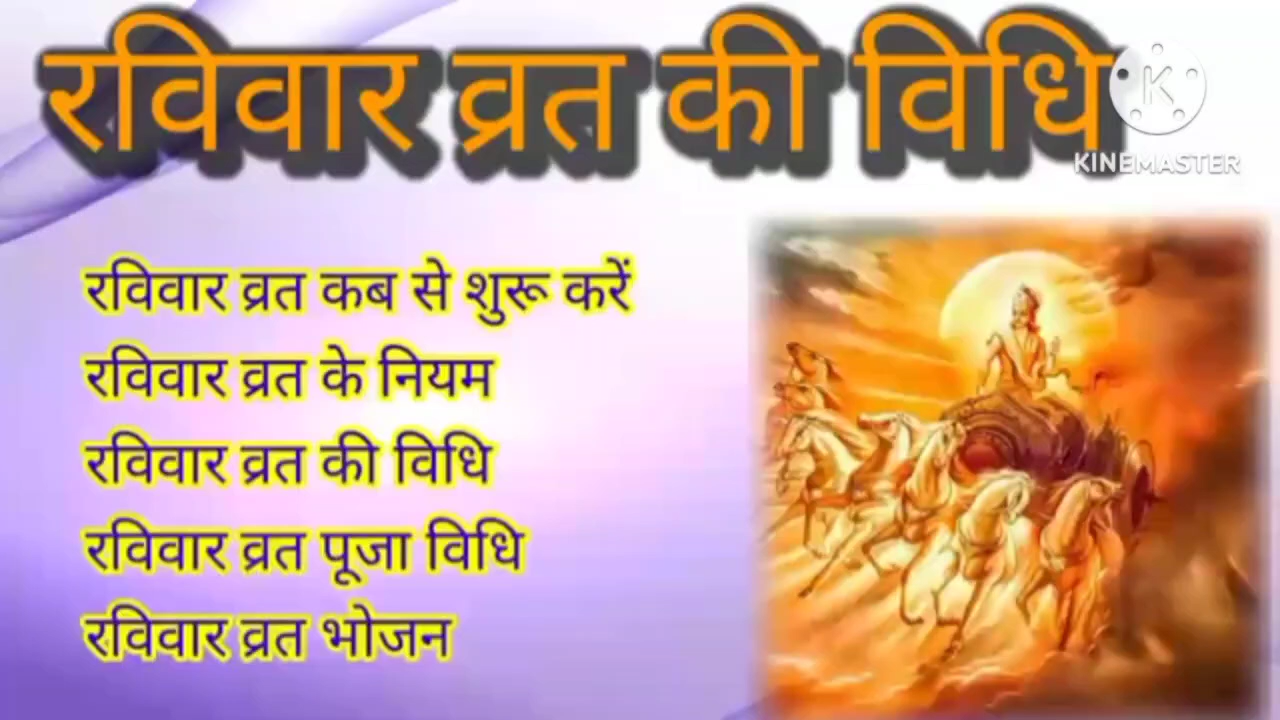 रविवार व्रत की विधि
K
KINEMASTER
रविवार व्रत कब से शुरू करें
रविवार व्रत के नियम
रविवार व्रत की विधि
रविवार व्रत पूजा विधि
रविवार व्रत भोजन